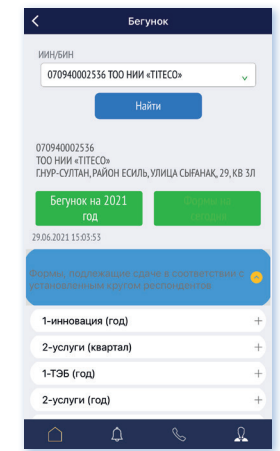 Бегунок
ИИН/БИН
070940002536 ТОО НИИ «TITECO»
Найти
070940002536
ТОО НИИ «TITECO»
Г.НУР-СУЛТАН, РАЙОН ЕСИЛЬ, УЛИЦА СЫҒАНАҚ, 29, КВ 3Л
Бегунок на 2021
год
Формы на
сегодня
29.06.2021 15:03:53
Формы, подлежащие сдаче в соответствии с
установленным кругом респондентов
1-инновация (год)
2-услуги (квартал)
1-ТЭБ (год)
2-услуги (год)